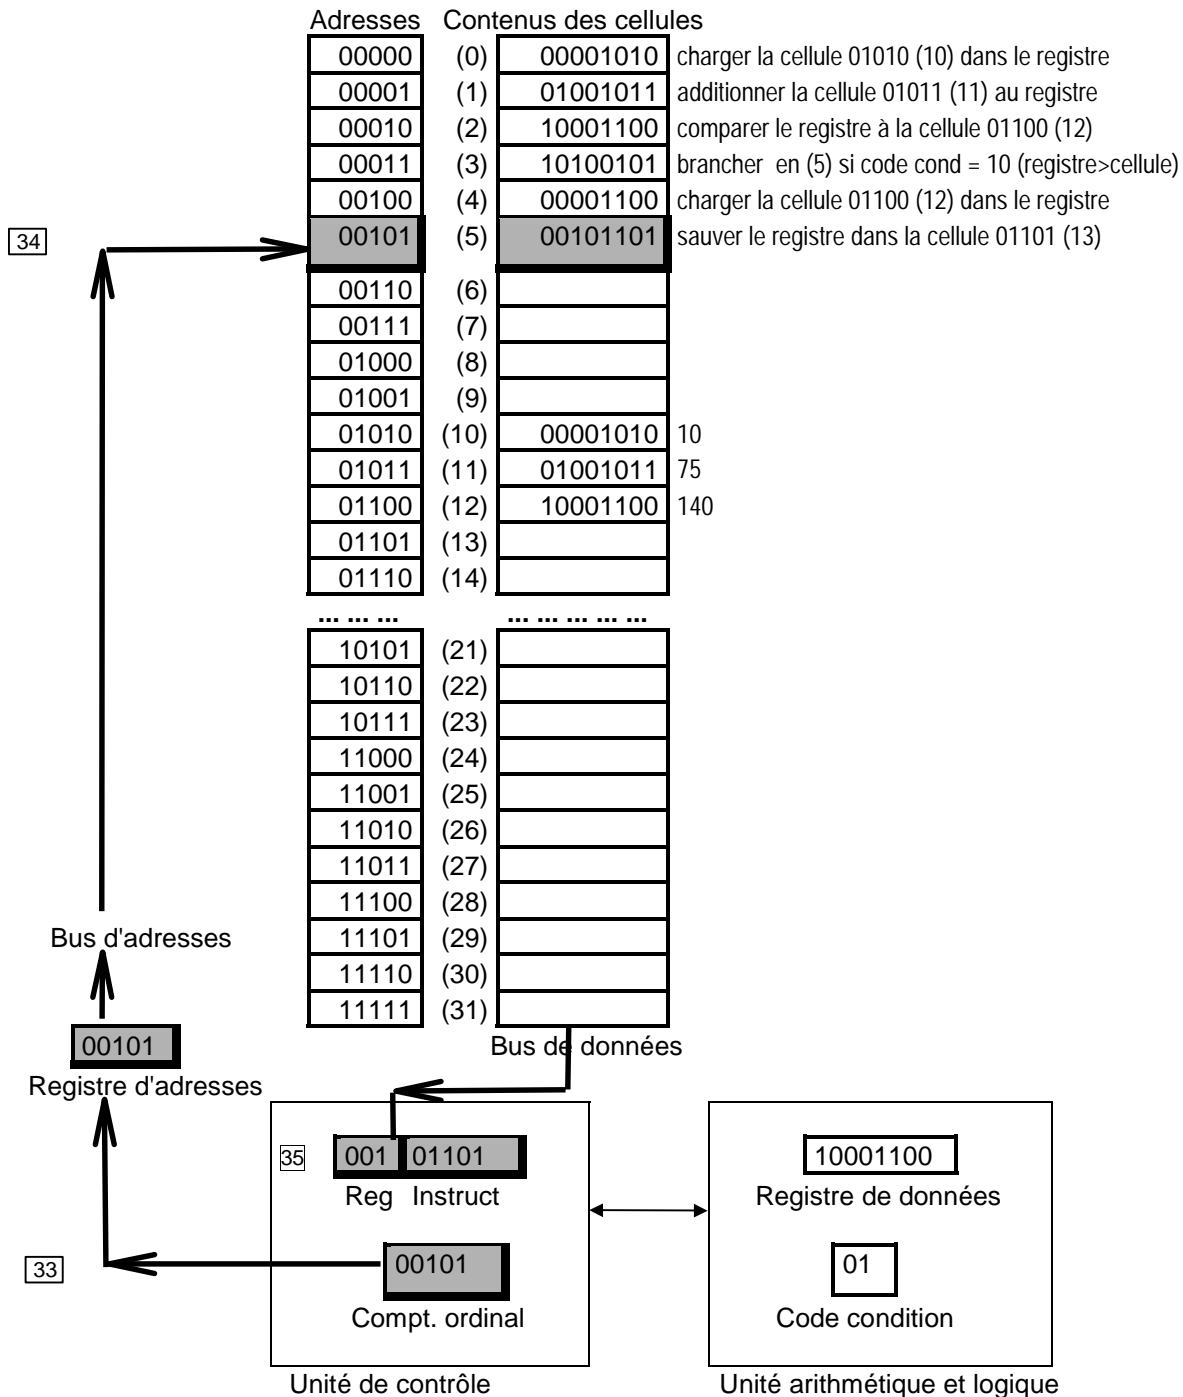 Adresses Contenus des cellules
00000 (0) 00001010 charger la cellule 01010 (10) dans le registre
00001 (1) 01001011 additionner la cellule 01011 (11) au registre
00010 (2) 10001100 comparer le registre à la cellule 01100 (12)
00011 (3) 10100101 brancher en (5) si code cond = 10 (registre>cellule)
00100 (4) 00001100 charger la cellule 01100 (12) dans le registre
34 00101 (5) 00101101 sauver le registre dans la cellule 01101 (13)
00110 (6)
00111 (7)
01000 (8)
01001 (9)
01010 (10) 00001010 10
01011 (11) 01001011 75
01100 (12) 10001100 140
01101 (13)
01110 (14)
... ... ... ... ... ... ... ...
10101 (21)
10110 (22)
10111 (23)
11000 (24)
11001 (25)
11010 (26)
11011 (27)
11100 (28)
Bus d'adresses 11101 (29)
11110 (30)
11111 (31)
00101 Bus de données
Registre d'adresses
35 001 01101 10001100
Reg Instruct Registre de données
33 00101 01
Compt. ordinal Code condition
Unité de contrôle Unité arithmétique et logique